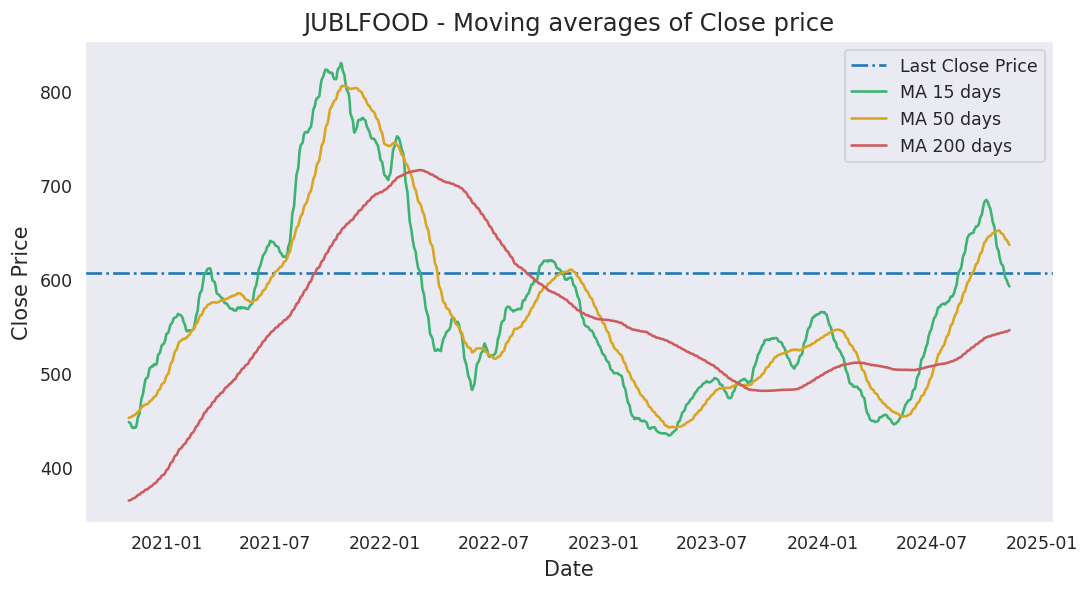 JUBLFOOD - Moving averages of Close price
Last Close Price
MA 15 days
MA 50 days
MA 200 days
Close Price
800
700
600
500
400
2021-01 2021-07 2022-01 2022-07 2023-01 2023-07 2024-01 2024-07 2025-01
Date